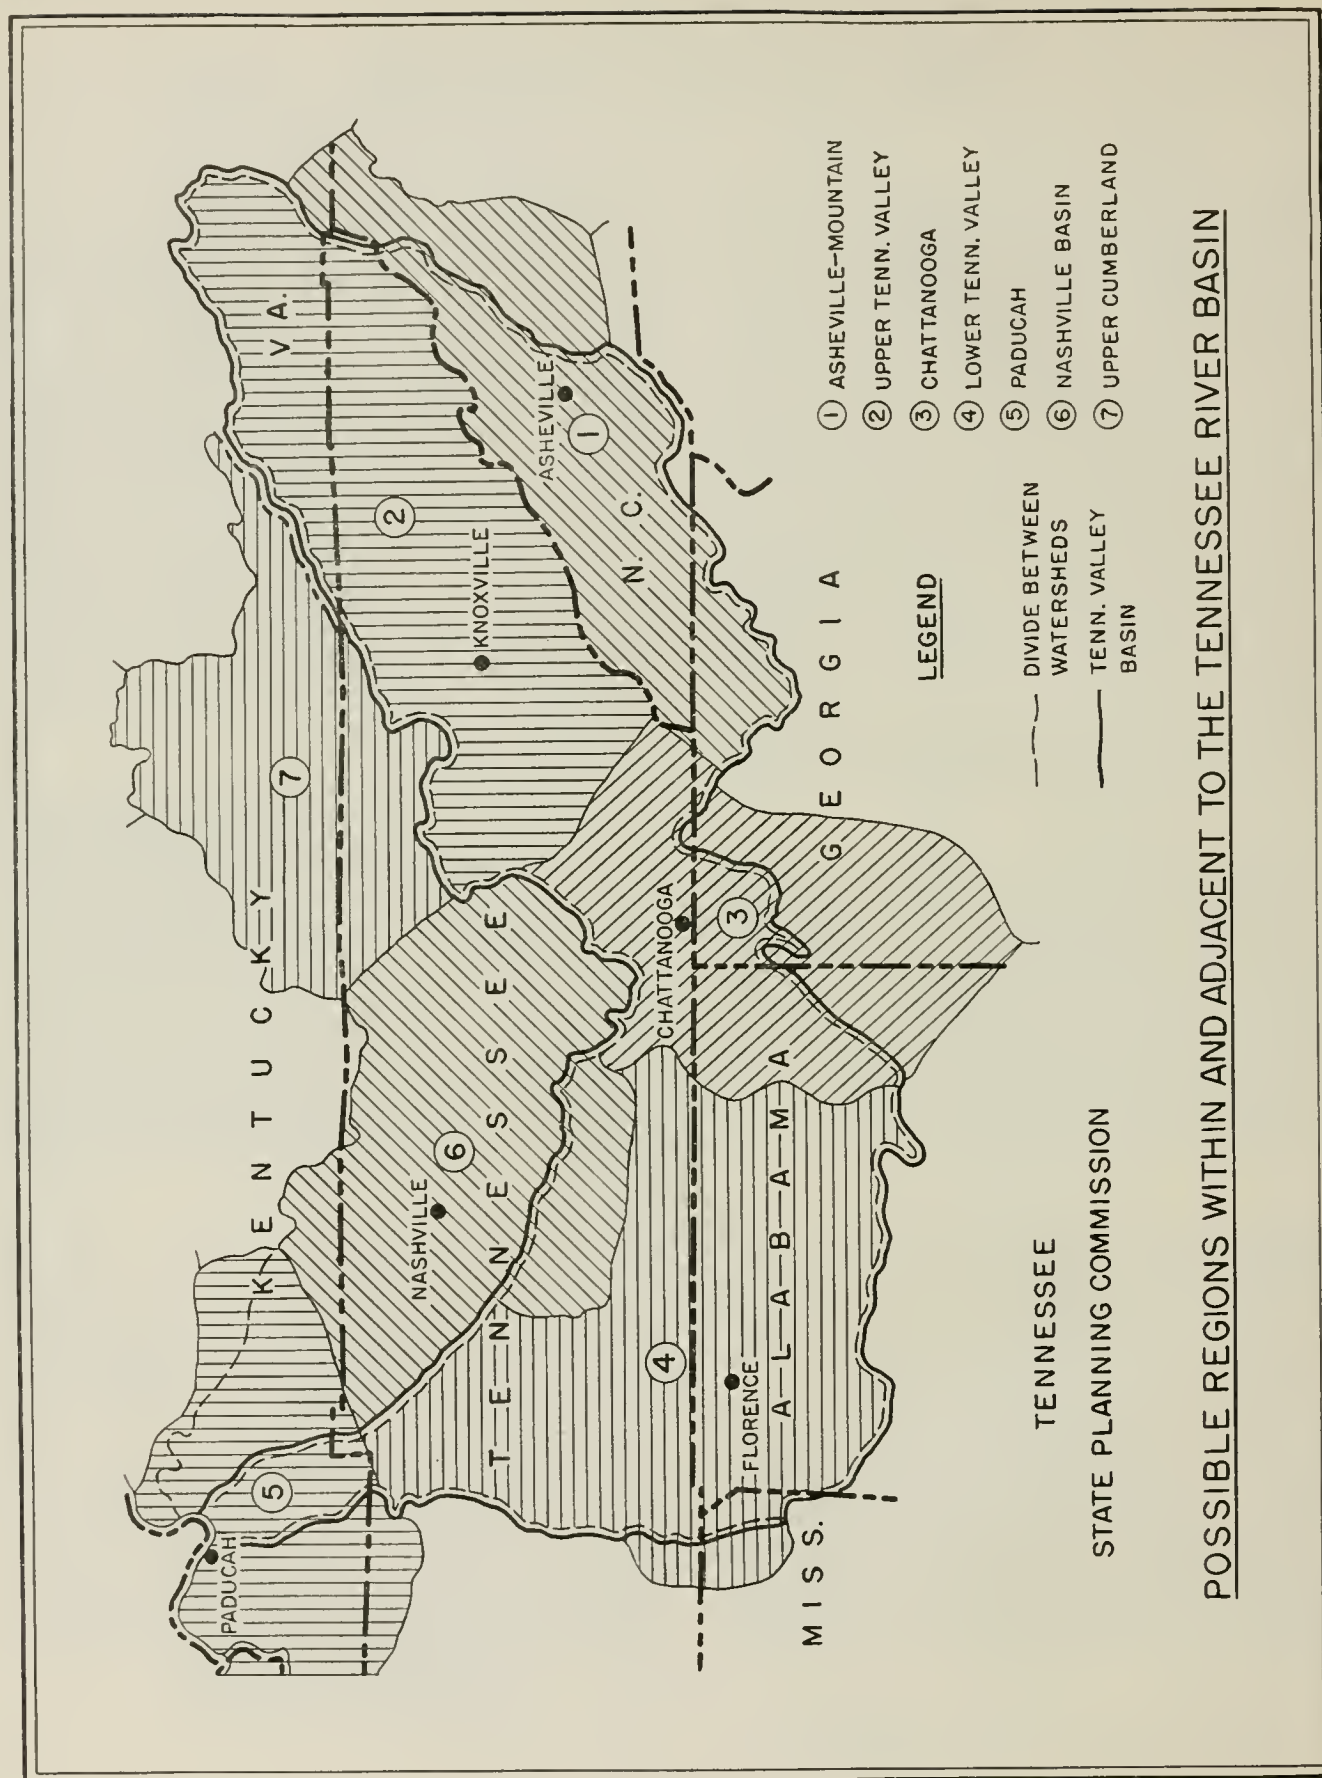 KENTUCKY
VA.
PADUCAH
5
7
2
NASHVILLE
6
KNOXVILLE
TENNESSEE
ASHEVILLE
1
N. C.
4
CHATTANOOGA
3
FLORENCE
ALABAMA
MISS.
GEORGIA
1 ASHEVILLE-MOUNTAIN
2 UPPER TENN. VALLEY
3 CHATTANOOGA
4 LOWER TENN. VALLEY
5 PADUCAH
6 NASHVILLE BASIN
7 UPPER CUMBERLAND
LEGEND
DIVIDE BETWEEN
WATERSHEDS
TENN. VALLEY
BASIN
TENNESSEE
STATE PLANNING COMMISSION
POSSIBLE REGIONS WITHIN AND ADJACENT TO THE TENNESSEE RIVER BASIN